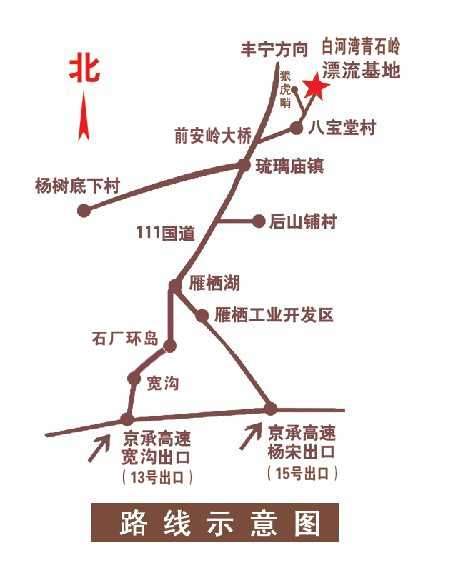 丰宁方向
白河湾青石岭
漂流基地
北
狼虎哨
八宝堂村
前安岭大桥
琉璃庙镇
杨树底下村
后山铺村
111国道
雁栖湖
雁栖工业开发区
石厂环岛
宽沟
京承高速
宽沟出口
(13号出口)
京承高速
杨宋出口
(15号出口)
路线示意图